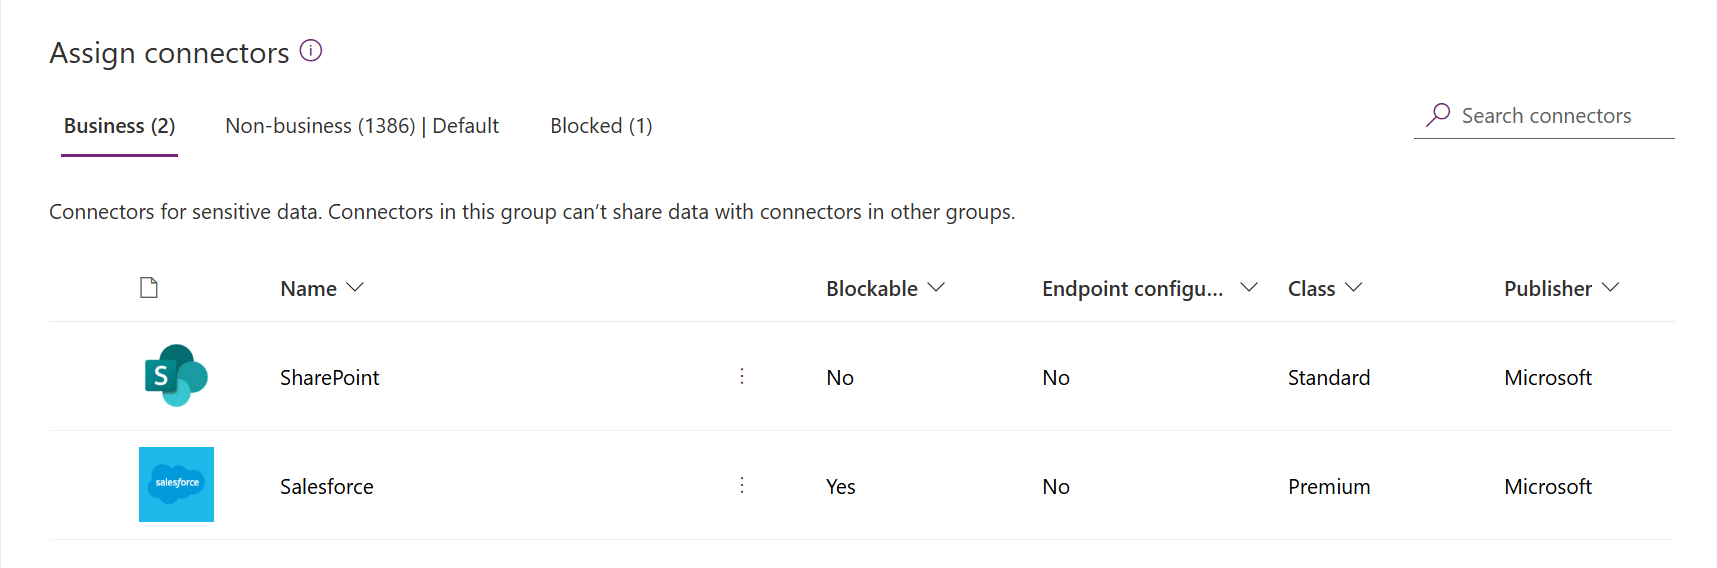 Assign connectors
Business (2) Non-business (1386) | Default Blocked (1)
Search connectors
Connectors for sensitive data. Connectors in this group can’t share data with connectors in other groups.
Name Blockable Endpoint configu... Class Publisher
S SharePoint No No Standard Microsoft
salesforce Salesforce Yes No Premium Microsoft